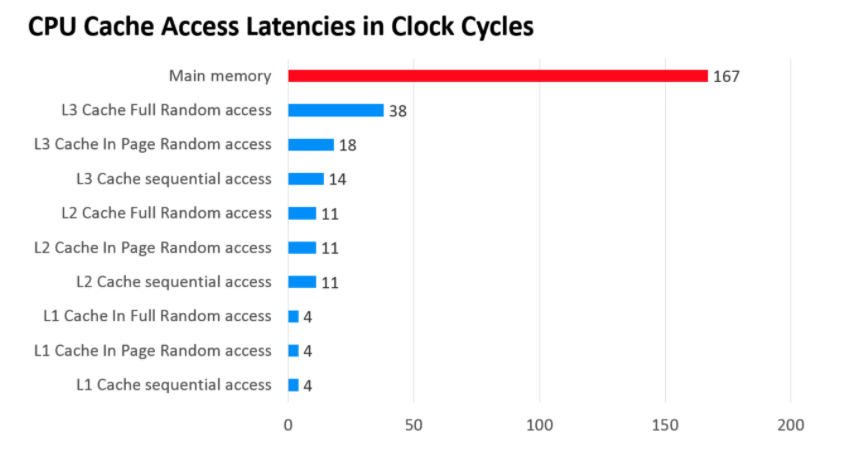 CPU Cache Access Latencies in Clock Cycles
Main memory 167
L3 Cache Full Random access 38
L3 Cache In Page Random access 18
L3 Cache sequential access 14
L2 Cache Full Random access 11
L2 Cache In Page Random access 11
L2 Cache sequential access 11
L1 Cache In Full Random access 4
L1 Cache In Page Random access 4
L1 Cache sequential access 4
0 50 100 150 200